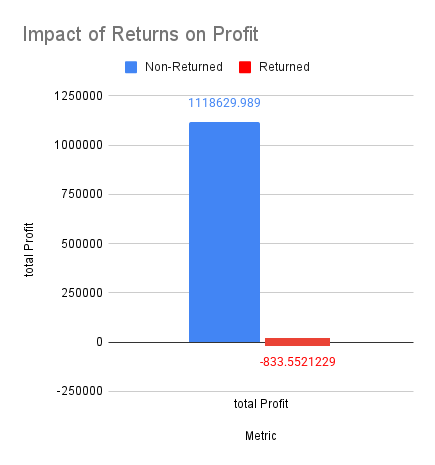 Impact of Returns on Profit
Non-Returned
Returned
1250000
1118629.989
1000000
750000
total Profit
500000
250000
0
-833.5521229
-250000
total Profit
Metric